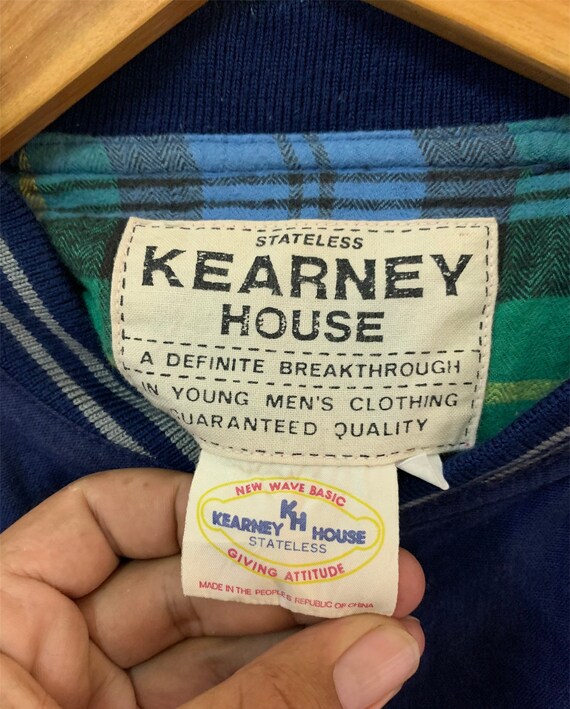 STATELESS
KEARNEY
HOUSE
A DEFINITE BREAKTHROUGH
IN YOUNG MEN'S CLOTHING
GUARANTEED QUALITY
NEW WAVE BASIC
KH
KEARNEY HOUSE
STATELESS
GIVING ATTITUDE
MADE IN THE PEOPLE'S REPUBLIC OF CHINA